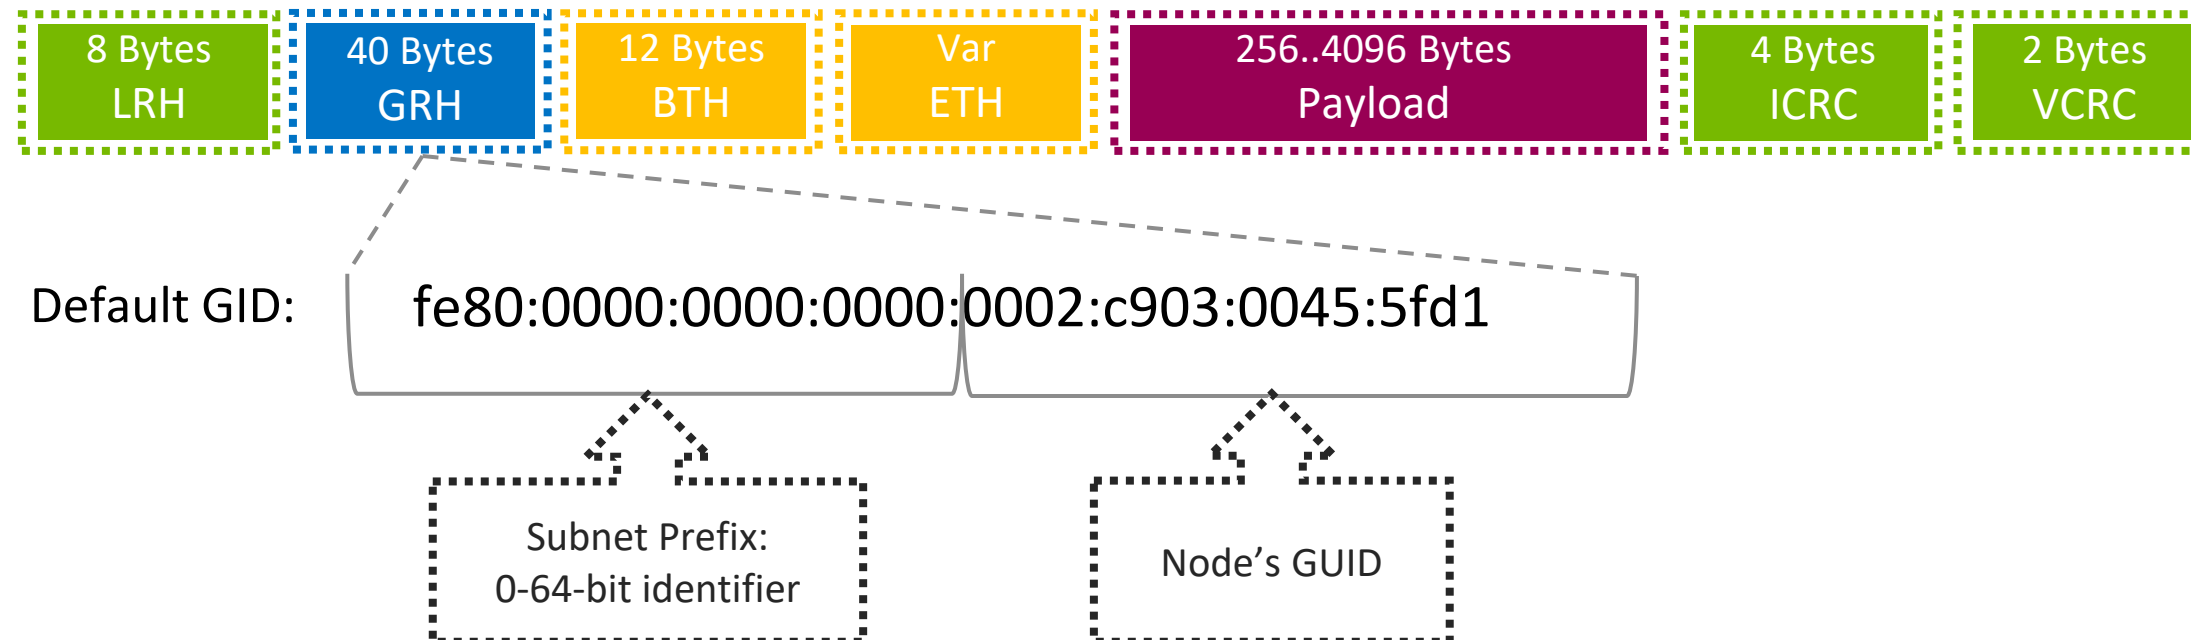 8 Bytes
LRH
40 Bytes
GRH
12 Bytes
BTH
Var
ETH
256..4096 Bytes
Payload
4 Bytes
ICRC
2 Bytes
VCRC
Default GID:
fe80:0000:0000:0000:0002:c903:0045:5fd1
Subnet Prefix:
0-64-bit identifier
Node’s GUID